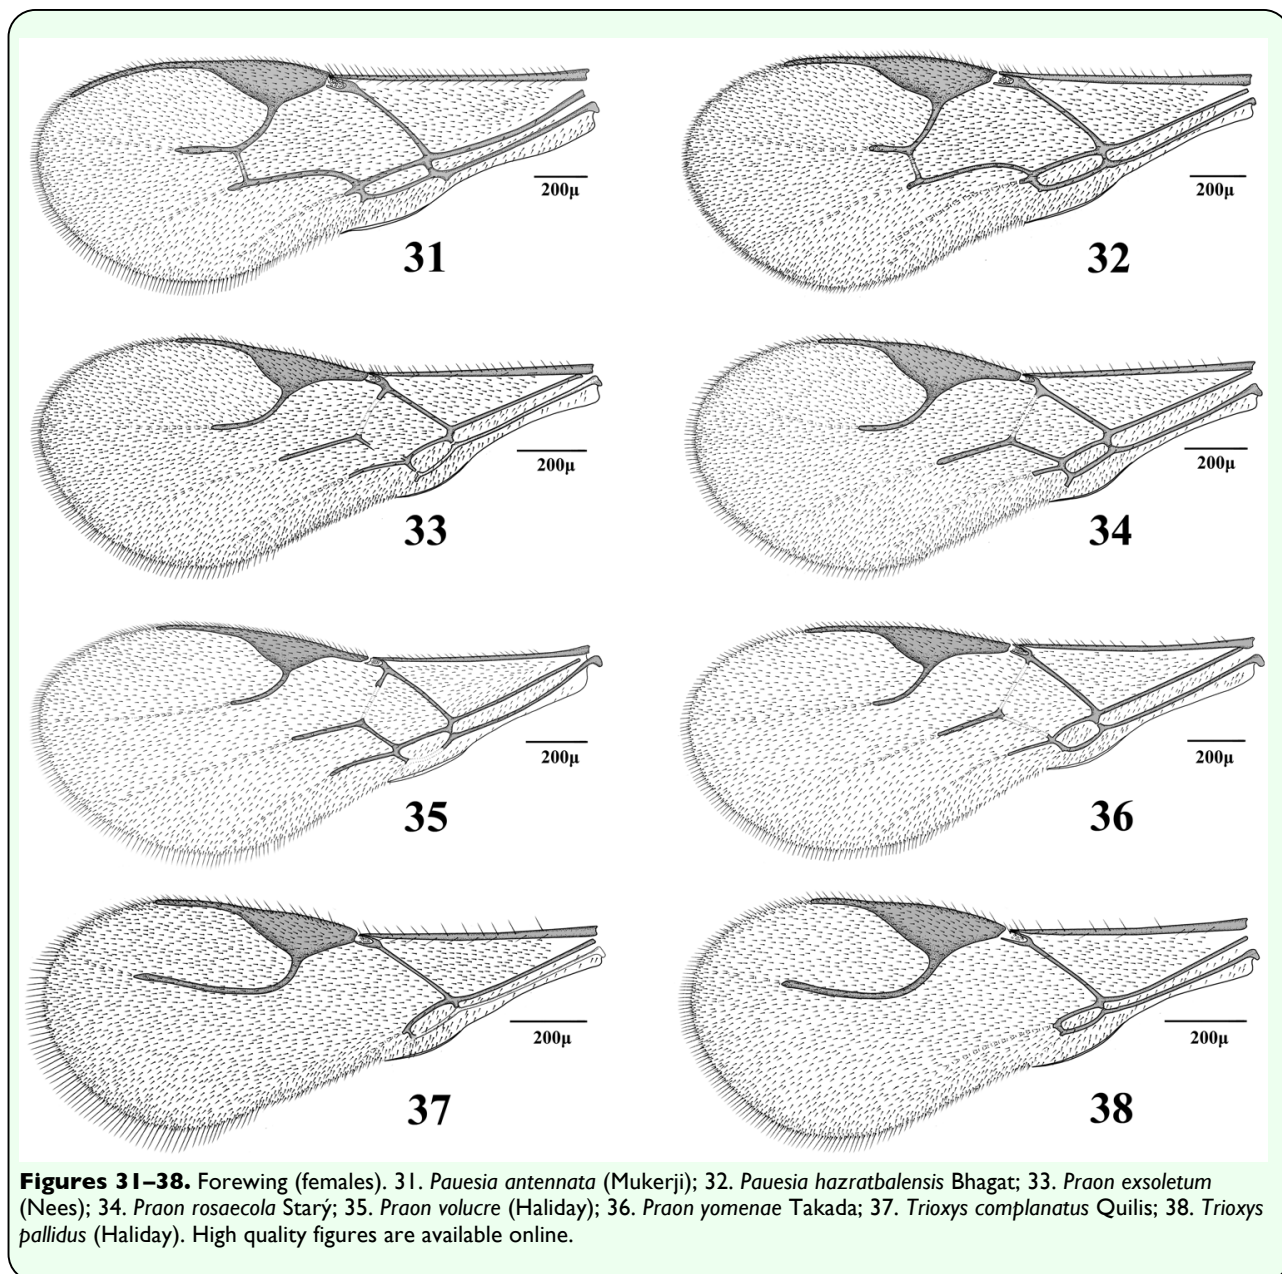 200μ
200μ
31
32
200μ
200μ
33
34
200μ
200μ
35
36
200μ
200μ
37
38
Figures 31–38. Forewing (females). 31. Pauesia antennata (Mukerji); 32. Pauesia hazratbalensis Bhagat; 33. Praon exsoletum
(Nees); 34. Praon rosaecola Starý; 35. Praon volucre (Haliday); 36. Praon yomenae Takada; 37. Trioxys complanatus Quilis; 38. Trioxys
pallidus (Haliday). High quality figures are available online.